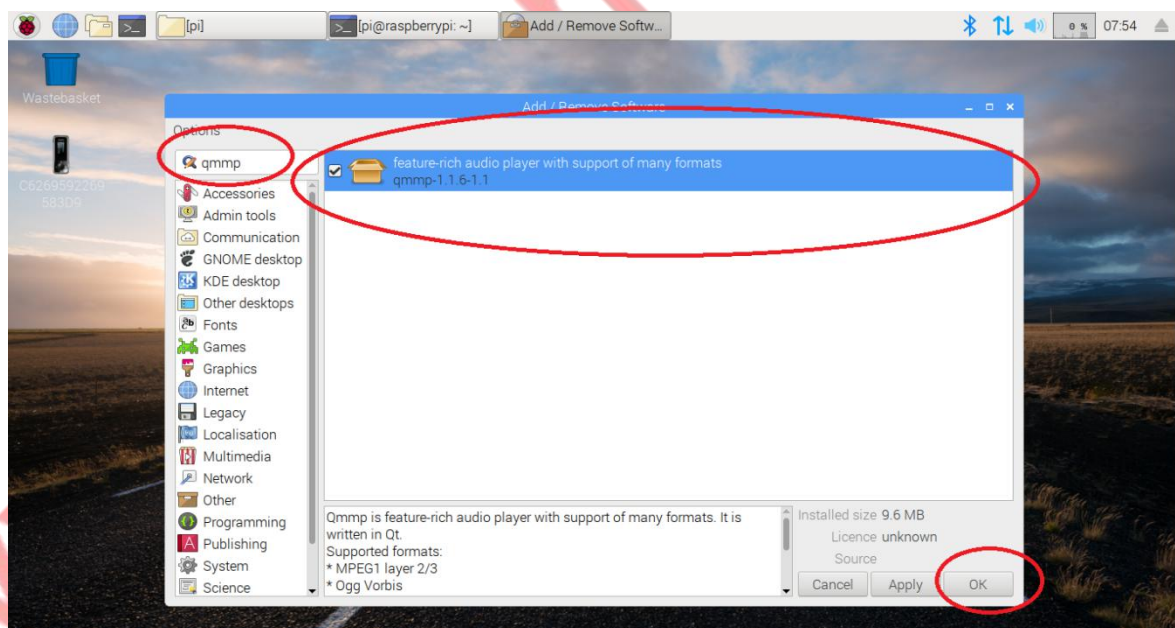 [pi]
[pi@raspberrypi: ~]
Add / Remove Softw...
0 %
07:54
Wastebasket
C6269592269
583D9
Add / Remove Software
Options
qmmp
Accessories
Admin tools
Communication
GNOME desktop
KDE desktop
Other desktops
Fonts
Games
Graphics
Internet
Legacy
Localisation
Multimedia
Network
Other
Programming
Publishing
System
Science
feature-rich audio player with support of many formats
qmmp-1.1.6-1.1
Qmmp is feature-rich audio player with support of many formats. It is
written in Qt.
Supported formats:
* MPEG1 layer 2/3
* Ogg Vorbis
Installed size 9.6 MB
Licence unknown
Source
Cancel
Apply
OK